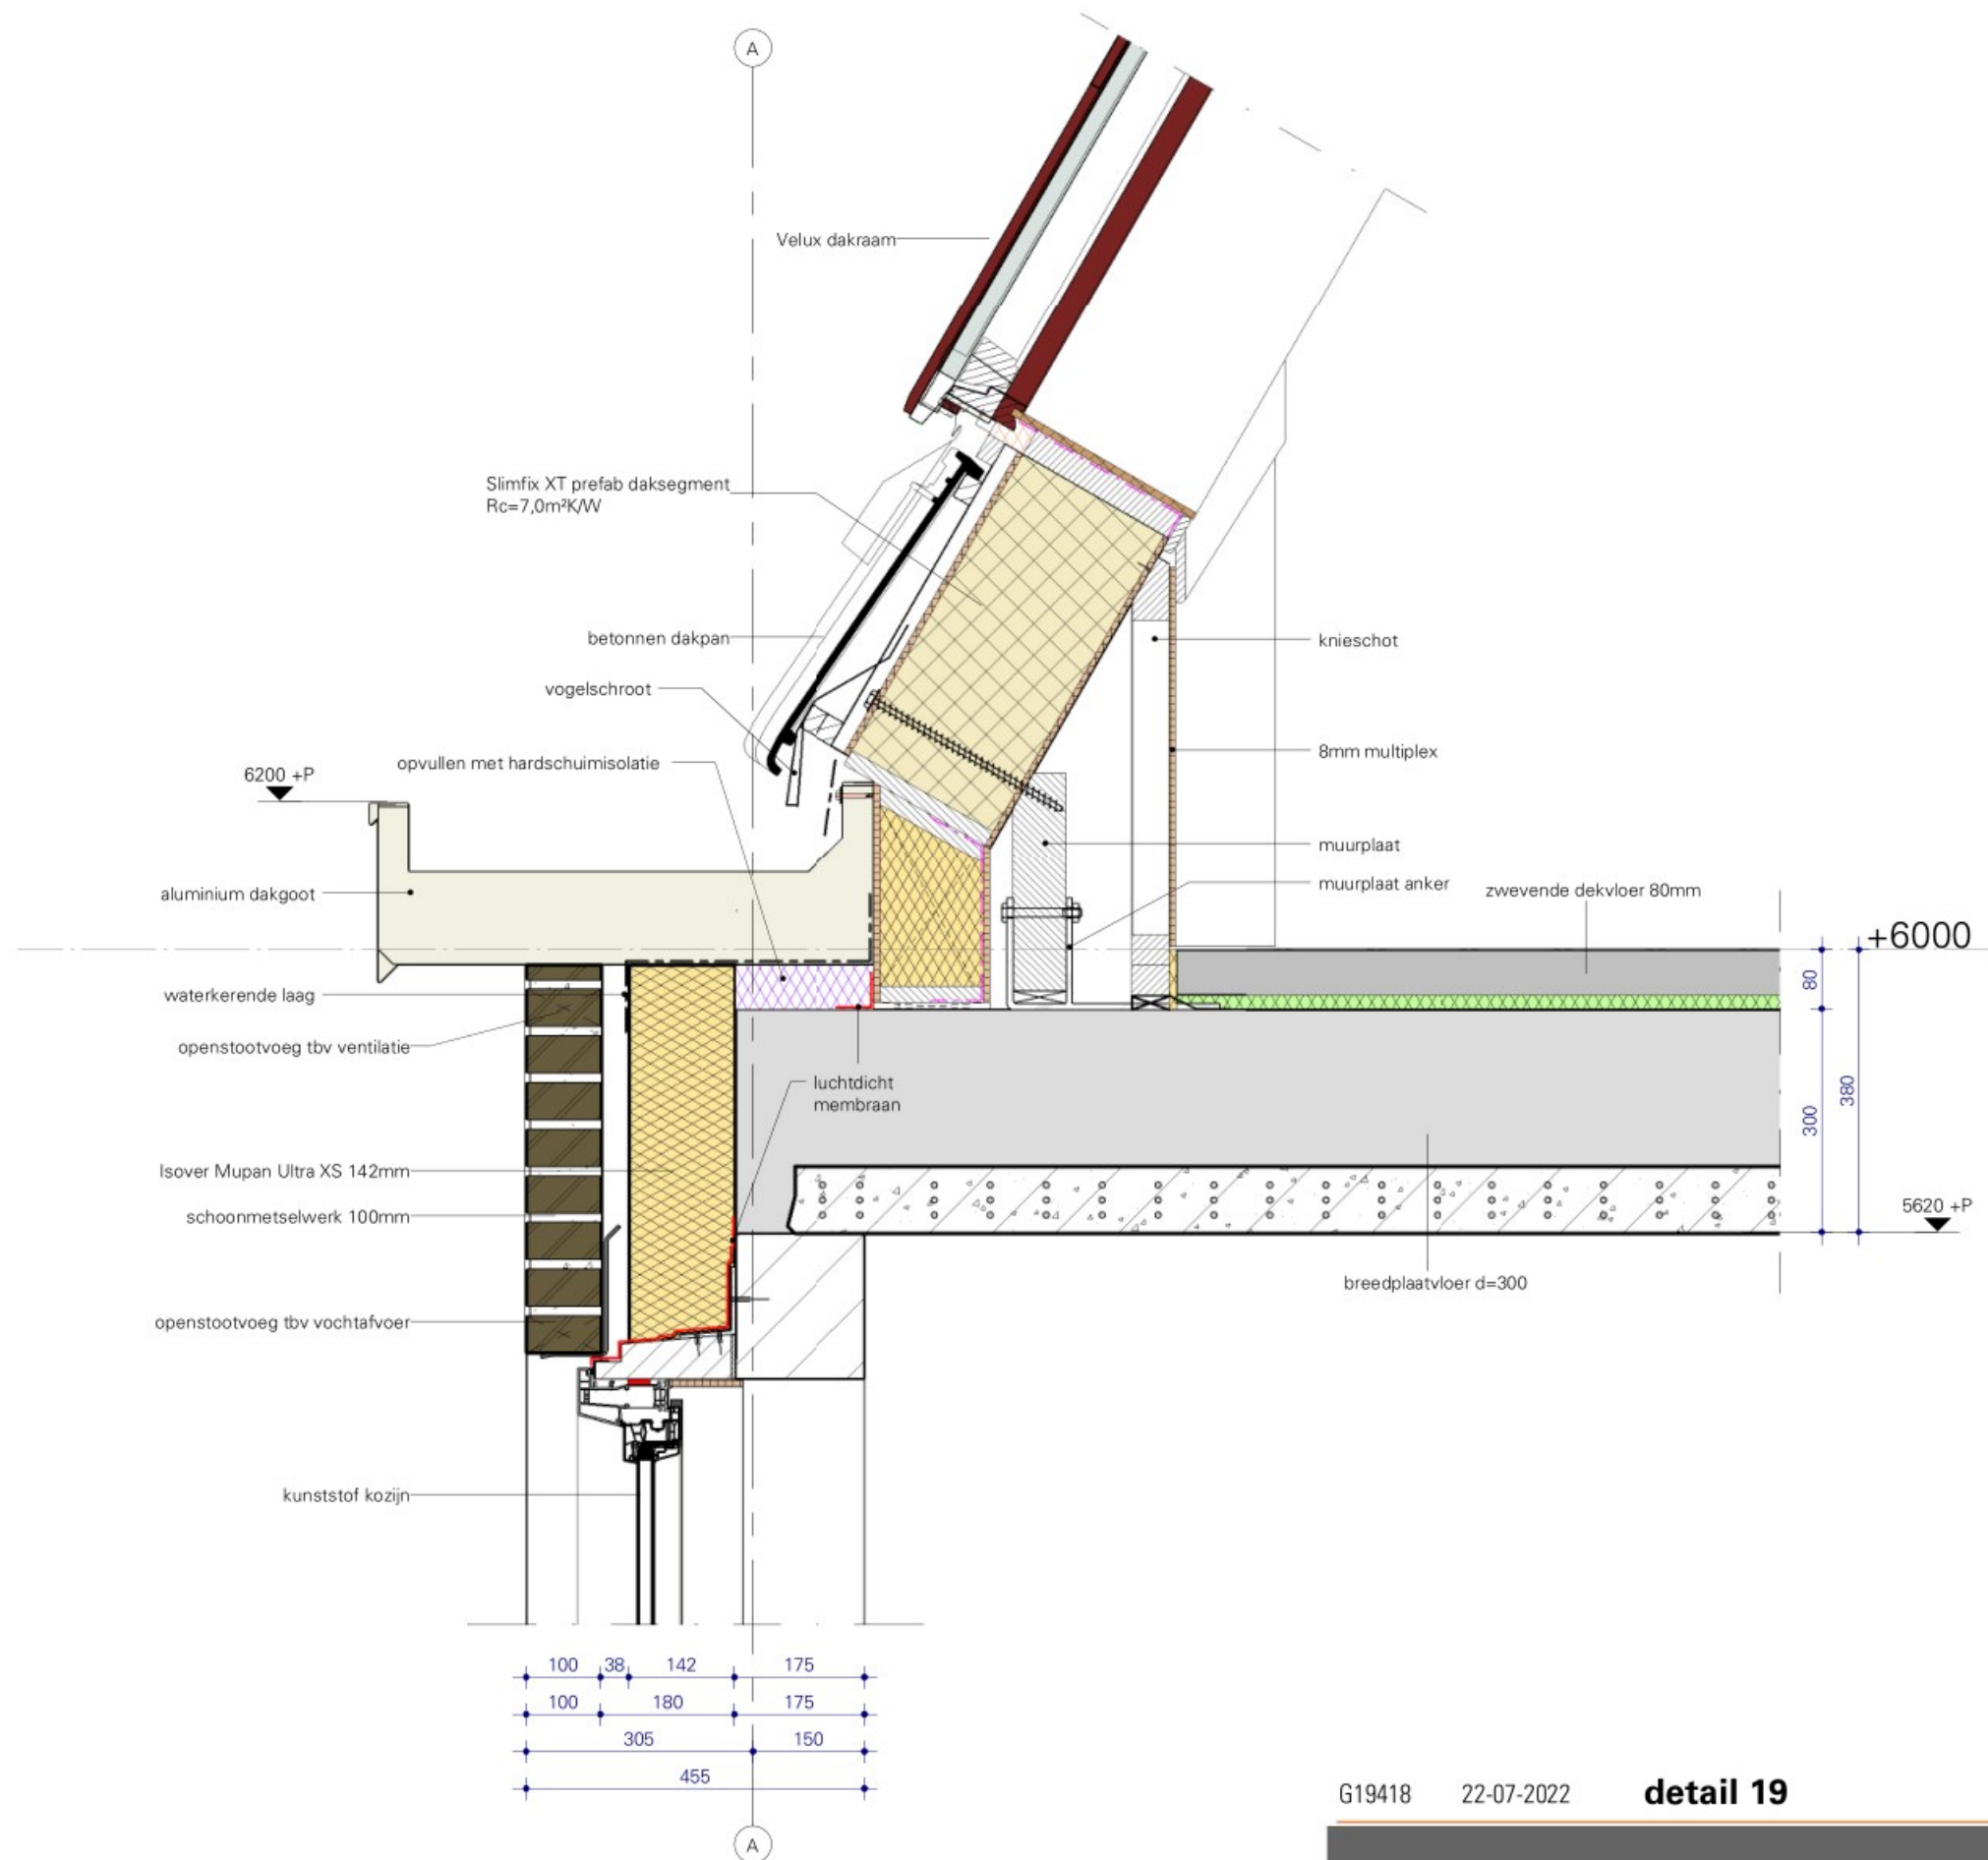 A
Velux dakraam
Slimfix XT prefab daksegment
Rc=7,0m²K/W
betonnen dakpan
knieschot
vogelschroot
8mm multiplex
opvullen met hardschuimisolatie
6200 +P
muurplaat
muurplaat anker
zwevende dekvloer 80mm
aluminium dakgoot
+6000
waterkerende laag
80
openstootvoeg tbv ventilatie
luchtdicht
membraan
300
380
Isover Mupan Ultra XS 142mm
schoonmetselwerk 100mm
5620 +P
breedplaatvloer d=300
openstootvoeg tbv vochtafvoer
kunststof kozijn
100 38 142 175
100 180 175
305 150
455
G19418 22-07-2022 detail 19
A